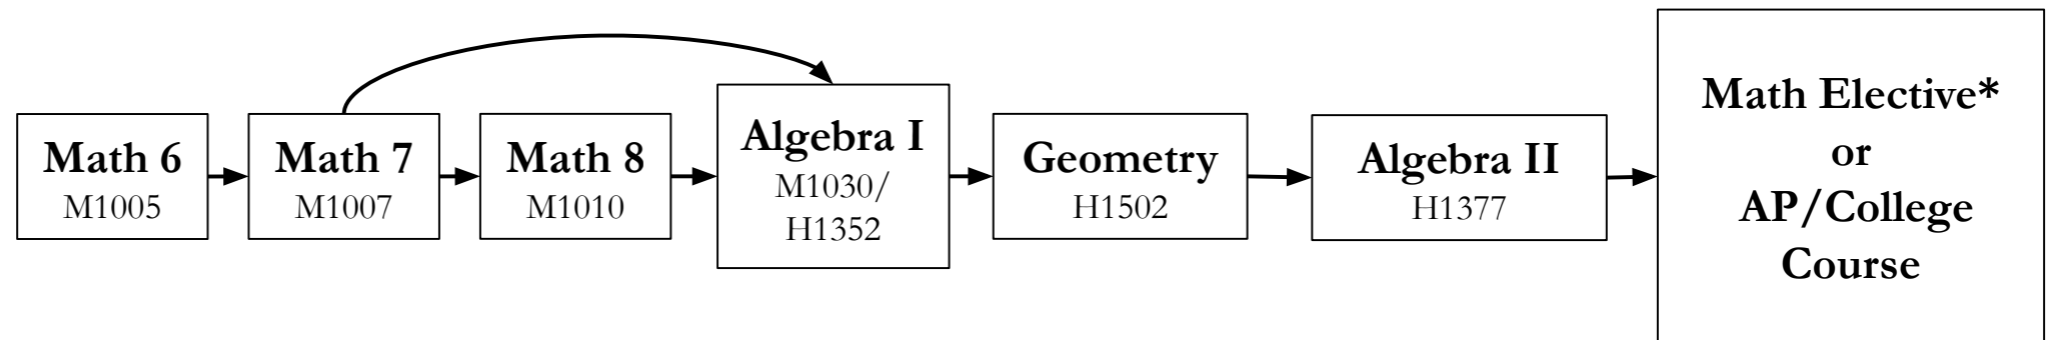 Math 6
M1005
Math 7
M1007
Math 8
M1010
Algebra I
M1030/
H1352
Geometry
H1502
Algebra II
H1377
Math Elective*
or
AP/College
Course